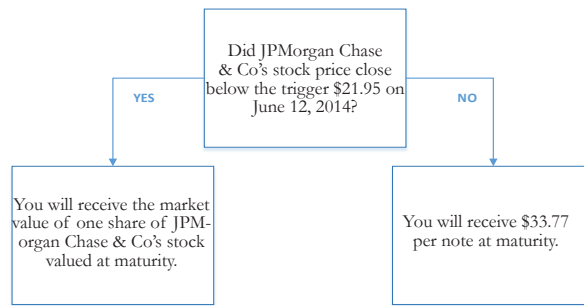 Did JPMorgan Chase
& Co’s stock price close
below the trigger $21.95 on
June 12, 2014?
YES
NO
You will receive the market
value of one share of JPM-
organ Chase & Co’s stock
valued at maturity.
You will receive $33.77
per note at maturity.